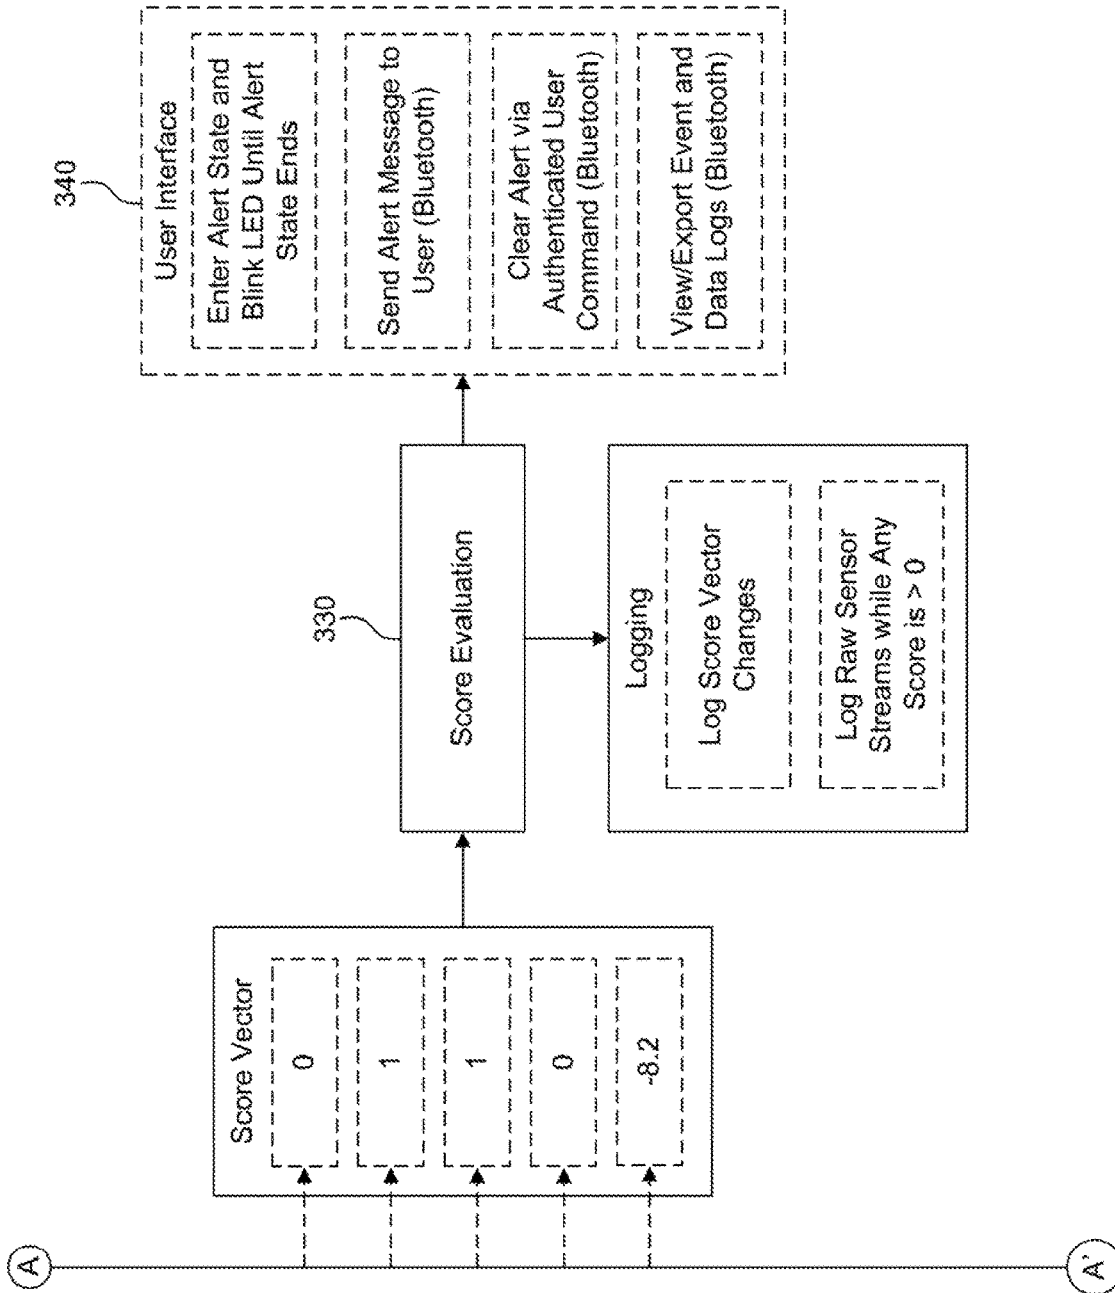 A
A'
Score Vector
0
1
1
0
-8.2
330
Score Evaluation
Logging
Log Score Vector
Changes
Log Raw Sensor
Streams while Any
Score is > 0
340
User Interface
Enter Alert State and
Blink LED Until Alert
State Ends
Send Alert Message to
User (Bluetooth)
Clear Alert via
Authenticated User
Command (Bluetooth)
View/Export Event and
Data Logs (Bluetooth)